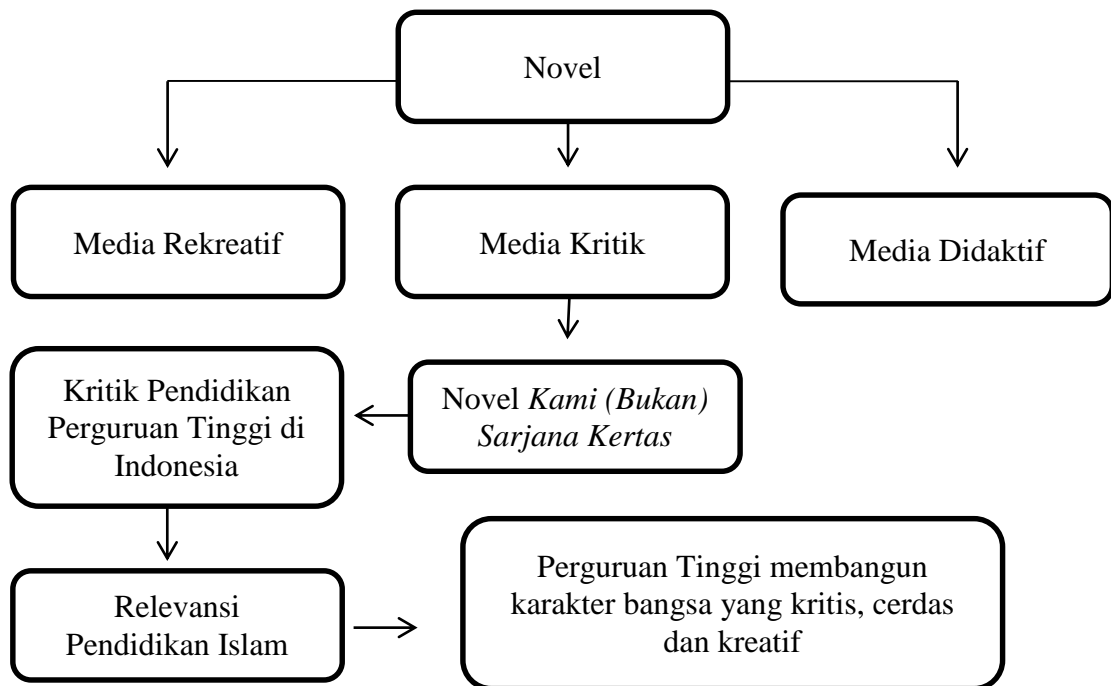 Novel
Media Rekreatif
Media Kritik
Media Didaktif
Novel Kami (Bukan)
Sarjana Kertas
Kritik Pendidikan
Perguruan Tinggi di
Indonesia
Relevansi
Pendidikan Islam
Perguruan Tinggi membangun
karakter bangsa yang kritis, cerdas
dan kreatif